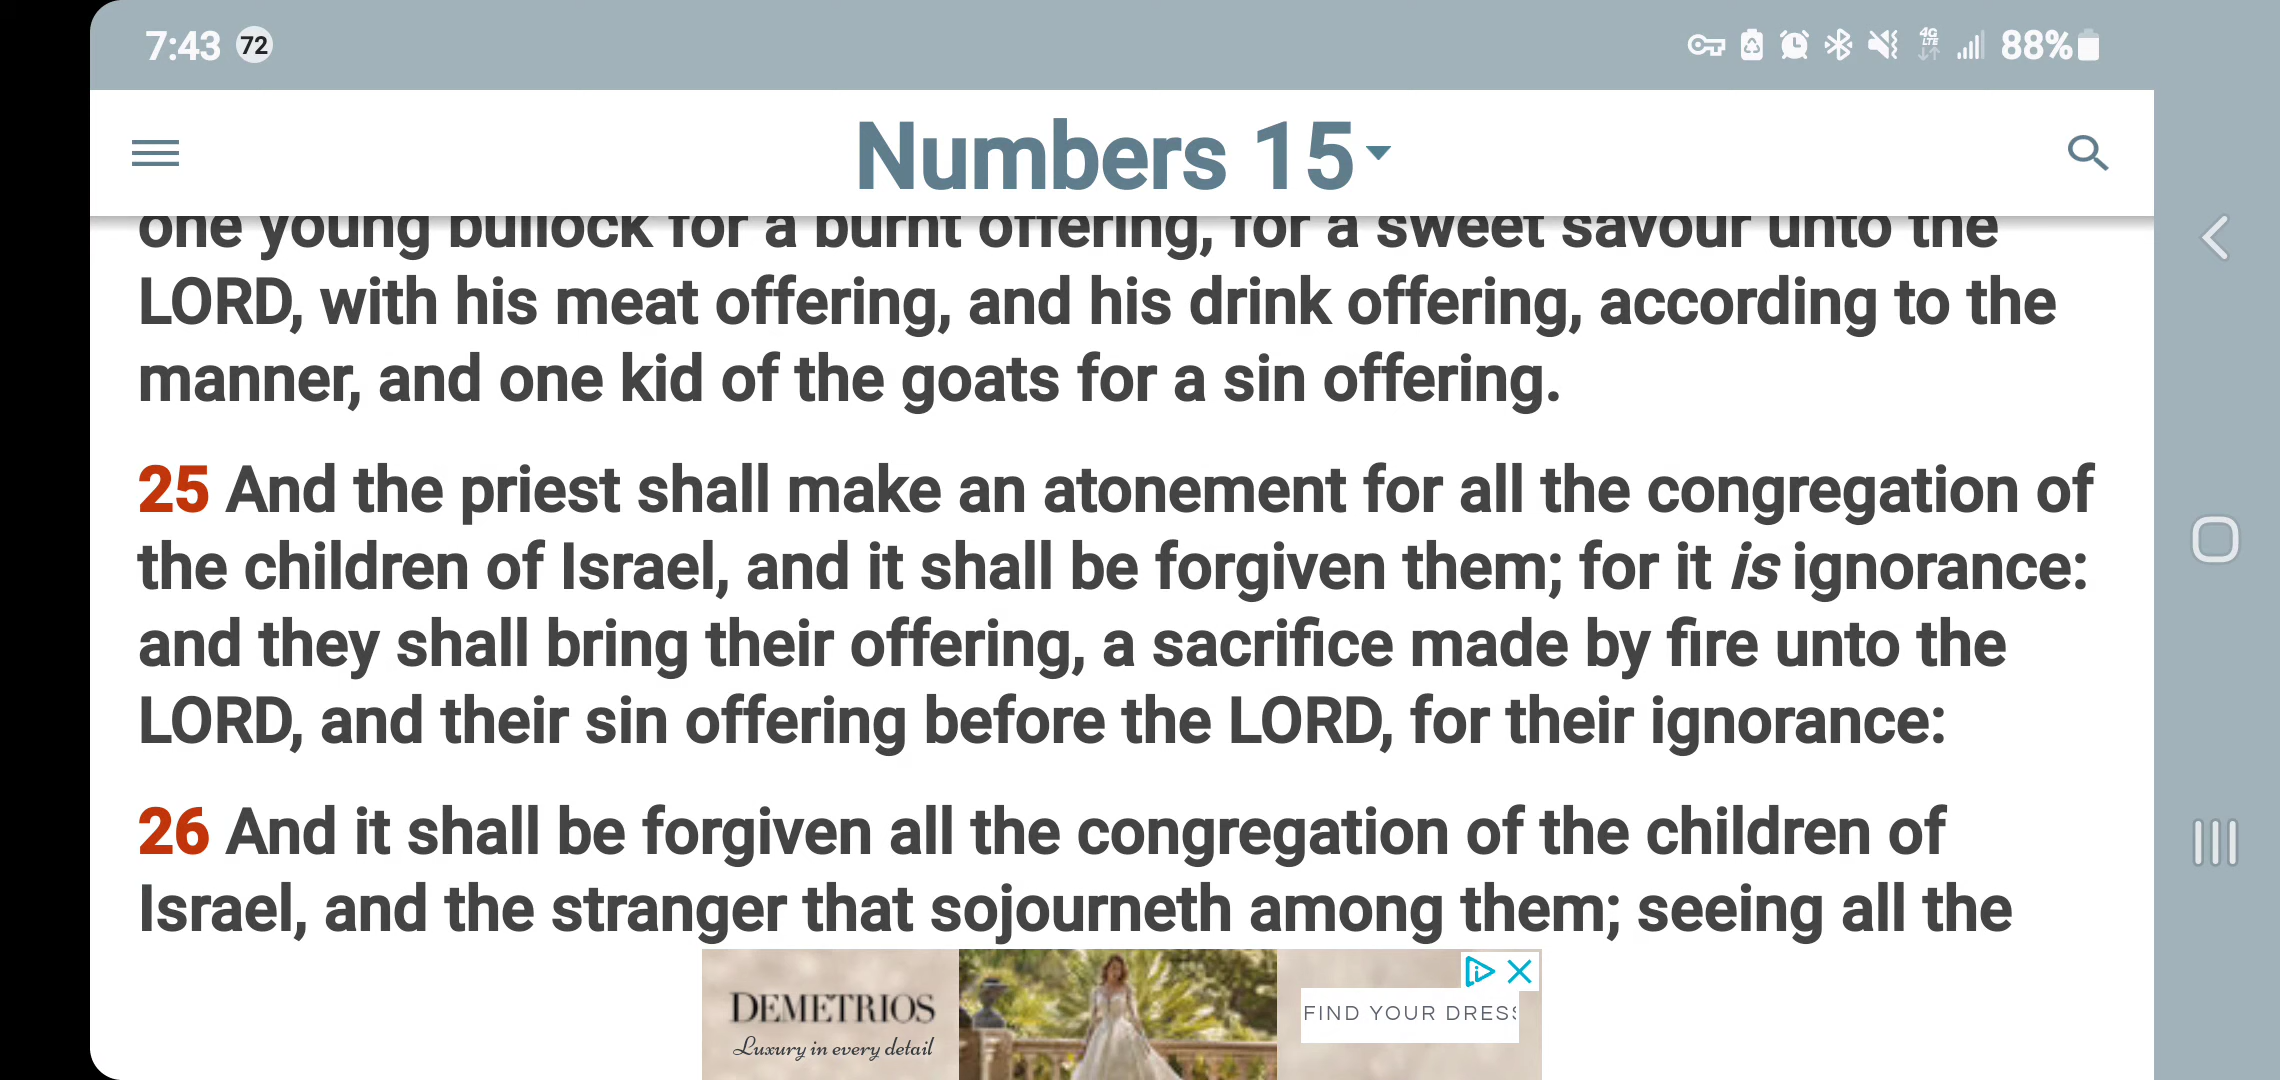 7:43 72 4G LTE 88%
Numbers 15
one young bullock for a burnt offering, for a sweet savour unto the
LORD, with his meat offering, and his drink offering, according to the
manner, and one kid of the goats for a sin offering.
25 And the priest shall make an atonement for all the congregation of
the children of Israel, and it shall be forgiven them; for it is ignorance:
and they shall bring their offering, a sacrifice made by fire unto the
LORD, and their sin offering before the LORD, for their ignorance:
26 And it shall be forgiven all the congregation of the children of
Israel, and the stranger that sojourneth among them; seeing all the
DEMETRIOS
Luxury in every detail
FIND YOUR DRESS